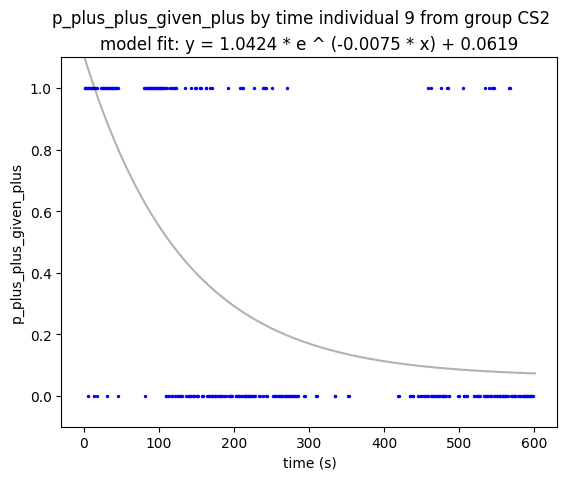 p_plus_plus_given_plus by time individual 9 from group CS2
model fit: y = 1.0424 * e ^ (-0.0075 * x) + 0.0619
1.0
0.8
0.6
0.4
0.2
0.0
p_plus_plus_given_plus
0 100 200 300 400 500 600
time (s)